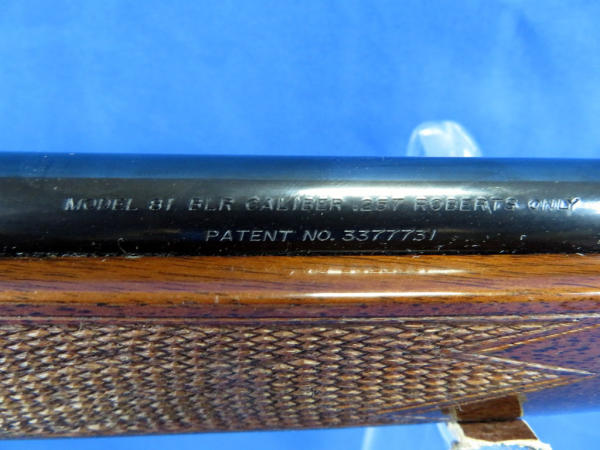 MODEL 81 BLR CALIBER .257 ROBERTS ONLY
PATENT NO. 3377731